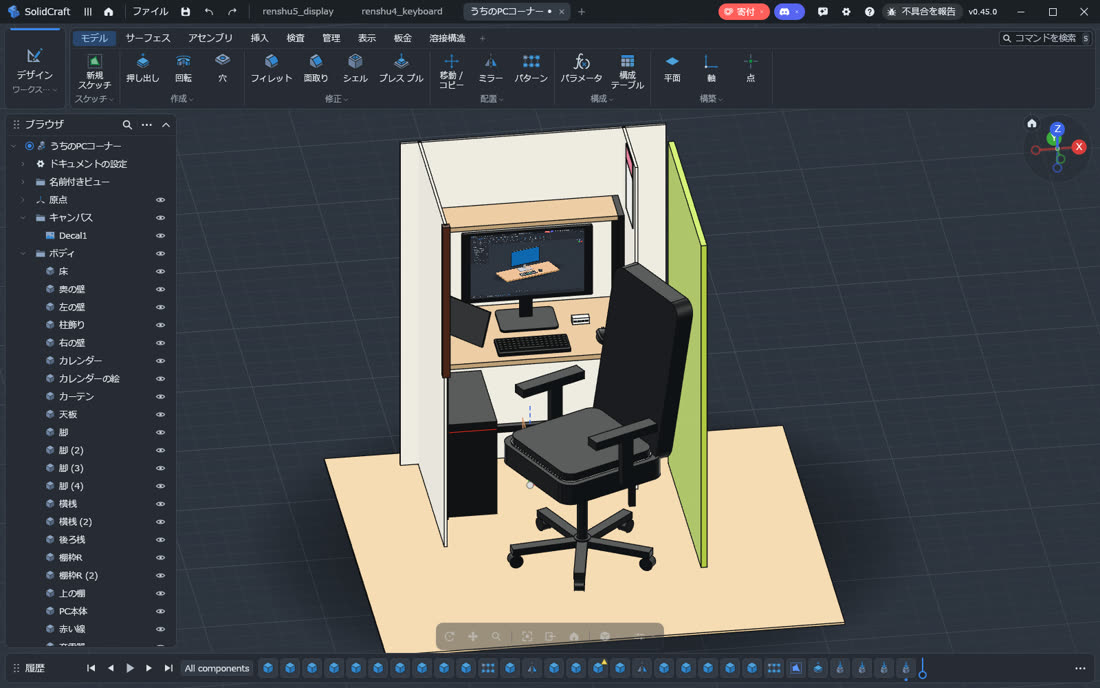 SolidCraft
ファイル
renshu5_display
renshu4_keyboard
うちのPCコーナー
寄付
不具合を報告
v0.45.0
モデル
サーフェス
アセンブリ
挿入
検査
管理
表示
板金
溶接構造
コマンドを検索
S
デザイン
ワークス…
新規
スケッチ
押し出し
回転
穴
フィレット
面取り
シェル
プレス プル
移動 /
コピー
ミラー
パターン
パラメータ
構成
テーブル
平面
軸
点
スケッチ
作成
修正
配置
構成
構築
ブラウザ
うちのPCコーナー
ドキュメントの設定
名前付きビュー
原点
キャンバス
Decal1
ボディ
床
奥の壁
左の壁
柱飾り
右の壁
カレンダー
カレンダーの絵
カーテン
天板
脚
脚 (2)
脚 (3)
脚 (4)
横桟
横桟 (2)
後ろ桟
棚枠R
棚枠R (2)
上の棚
PC本体
赤い線
Z
Y
X
履歴
All components